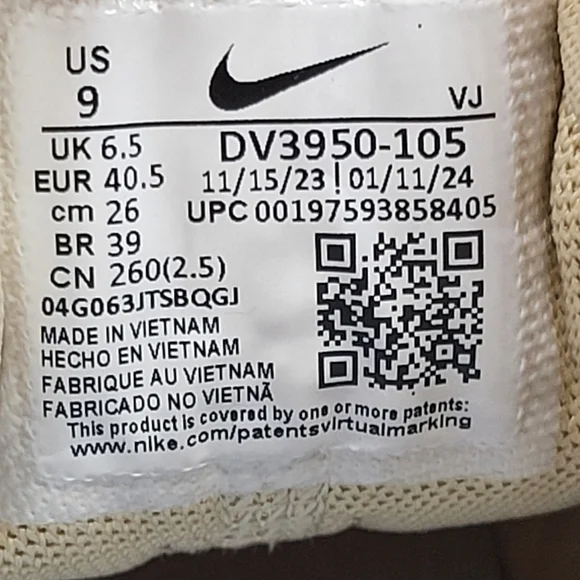 US
9
VJ
UK 6.5
DV3950-105
EUR 40.5
11/15/23 | 01/11/24
cm 26
UPC 00197593858405
BR 39
CN 260(2.5)
04G063JTSBQGJ
MADE IN VIETNAM
HECHO EN VIETNAM
FABRIQUE AU VIETNAM
FABRICADO NO VIETNÃ
This product is covered by one or more patents:
www.nike.com/patentsvirtualmarking